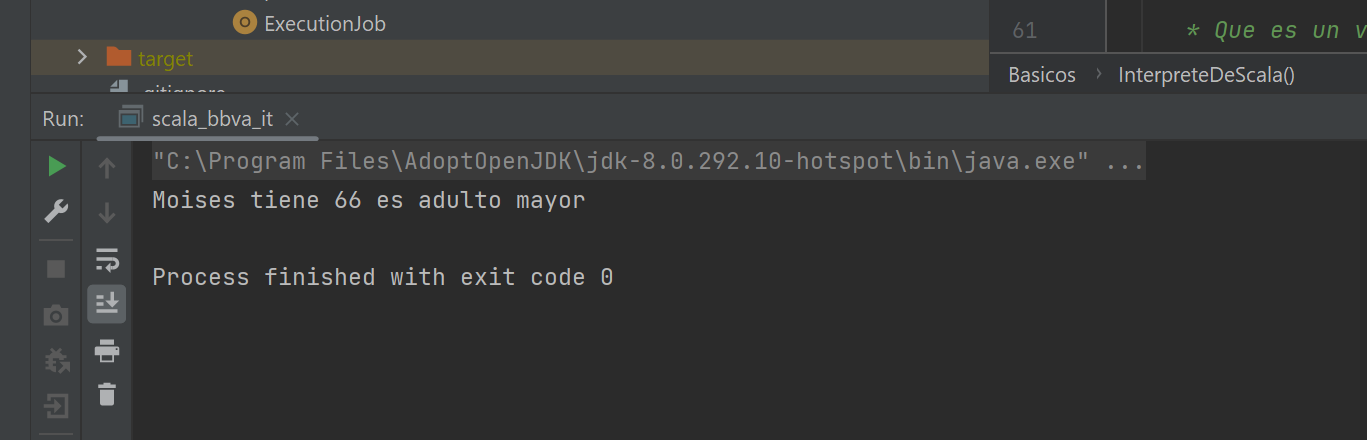 ExecutionJob
61 * Que es un v
target
Basicos › InterpreteDeScala()
.gitignore
Run: scala_bbva_it
"C:\Program Files\AdoptOpenJDK\jdk-8.0.292.10-hotspot\bin\java.exe" ...
Moises tiene 66 es adulto mayor
Process finished with exit code 0